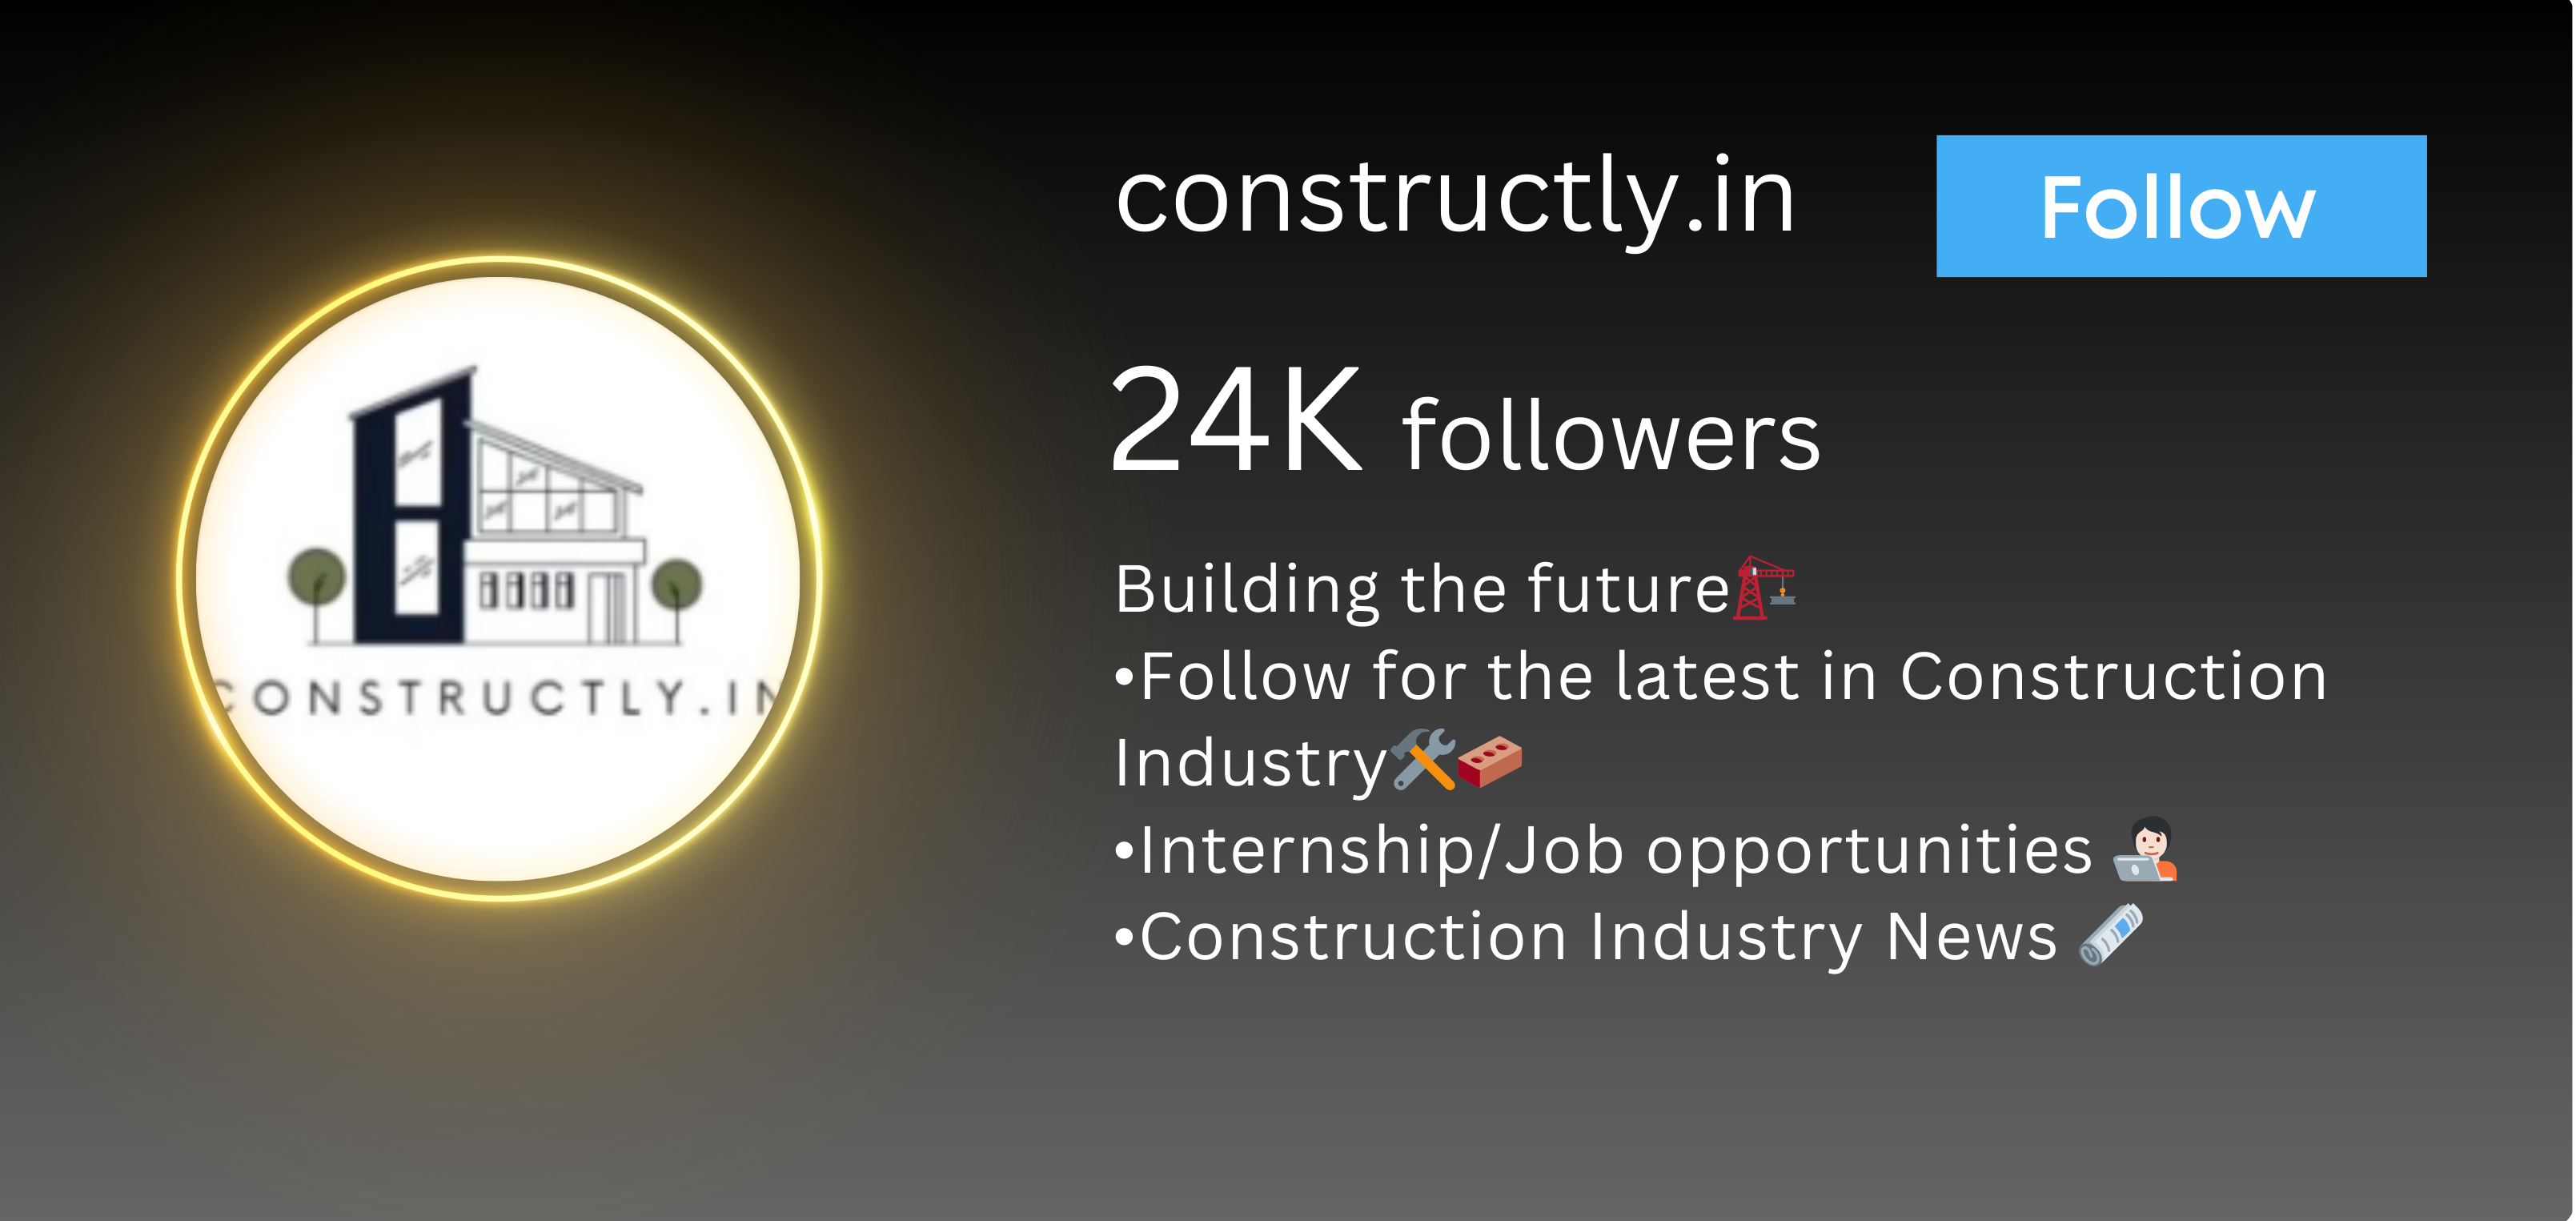 constructly.in
Follow
24K followers
Building the future🏗️
•Follow for the latest in Construction
Industry🛠️🧱
•Internship/Job opportunities 🧑🏻‍💻
•Construction Industry News 🗞️
CONSTRUCTLY.IN